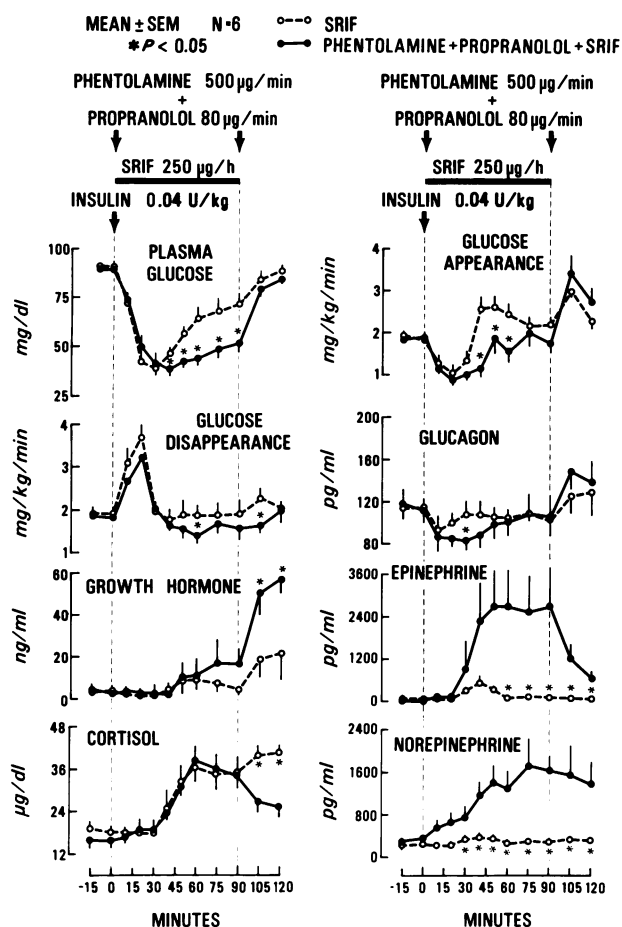 MEAN ± SEM N=6
*P < 0.05
SRIF
PHENTOLAMINE+PROPRANOLOL+SRIF
PHENTOLAMINE 500 µg/min
+
PROPRANOLOL 80 µg/min
SRIF 250 µg/h
INSULIN 0.04 U/kg
PLASMA
GLUCOSE
mg/dl
100
75
50
25
* * * * *
GLUCOSE
DISAPPEARANCE
mg/kg/min
4
3
2
1
* *
GROWTH HORMONE
ng/ml
60
40
20
0
* *
CORTISOL
µg/dl
48
36
24
12
* *
-15 0 15 30 45 60 75 90 105 120
MINUTES
PHENTOLAMINE 500 µg/min
+
PROPRANOLOL 80 µg/min
SRIF 250 µg/h
INSULIN 0.04 U/kg
GLUCOSE
APPEARANCE
mg/kg/min
4
3
2
1
* * *
GLUCAGON
pg/ml
200
160
120
80
*
EPINEPHRINE
pg/ml
3600
2400
1200
0
* * * * *
NOREPINEPHRINE
pg/ml
2400
1600
800
0
* * * * * * *
-15 0 15 30 45 60 75 90 105 120
MINUTES